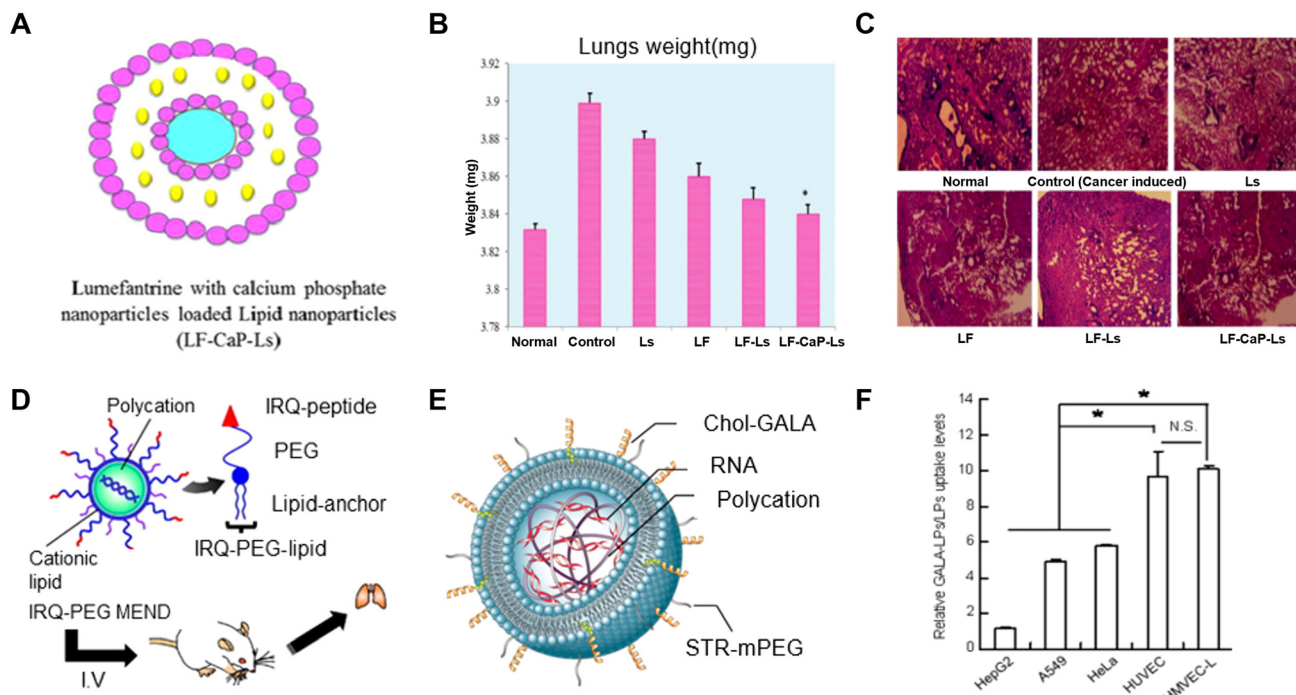 A
Lumefantrine with calcium phosphate
nanoparticles loaded Lipid nanoparticles
(LF-CaP-Ls)
B
Lungs weight(mg)
Weight (mg)
3.92
3.9
3.88
3.86
3.84
3.82
3.8
3.78
*
Normal Control Ls LF LF-Ls LF-CaP-Ls
C
Normal Control (Cancer induced) Ls
LF LF-Ls LF-CaP-Ls
D
Polycation
IRQ-peptide
PEG
Lipid-anchor
IRQ-PEG-lipid
Cationic
lipid
IRQ-PEG MEND
I.V
E
Chol-GALA
RNA
Polycation
STR-mPEG
F
Relative GALA-LPs/LPs uptake levels
14
12
10
8
6
4
2
0
*
*
N.S.
HepG2 A549 HeLa HUVEC